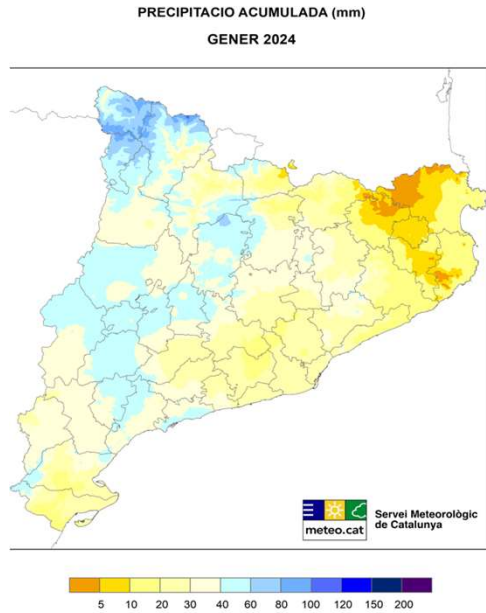 PRECIPITACIO ACUMULADA (mm)
GENER 2024
meteo.cat
Servei Meteorològic
de Catalunya
5 10 20 30 40 60 80 100 120 150 200